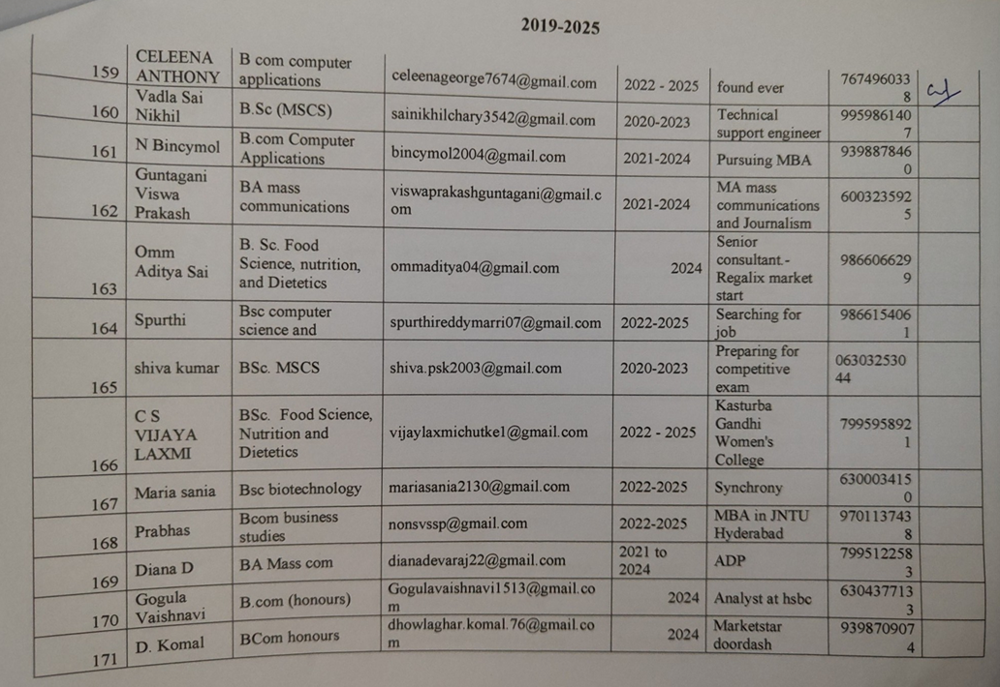 2019-2025
159 CELEENA ANTHONY B com computer applications celeenageorge7674@gmail.com 2022 - 2025 found ever 7674960338
160 Vadla Sai Nikhil B.Sc (MSCS) sainikhilchary3542@gmail.com 2020-2023 Technical support engineer 9959861407
161 N Bincymol B.com Computer Applications bincymol2004@gmail.com 2021-2024 Pursuing MBA 9398878460
162 Guntagani Viswa Prakash BA mass communications viswaprakashguntagani@gmail.com 2021-2024 MA mass communications and Journalism 6003235925
163 Omm Aditya Sai B. Sc. Food Science, nutrition, and Dietetics ommaditya04@gmail.com 2024 Senior consultant.- Regalix market start 9866066299
164 Spurthi Bsc computer science and spurthireddymarri07@gmail.com 2022-2025 Searching for job 9866154061
165 shiva kumar BSc. MSCS shiva.psk2003@gmail.com 2020-2023 Preparing for competitive exam 06303253044
166 C S VIJAYA LAXMI BSc. Food Science, Nutrition and Dietetics vijaylaxmichutke1@gmail.com 2022 - 2025 Kasturba Gandhi Women's College 7995958921
167 Maria sania Bsc biotechnology mariasania2130@gmail.com 2022-2025 Synchrony 6300034150
168 Prabhas Bcom business studies nonsvssp@gmail.com 2022-2025 MBA in JNTU Hyderabad 9701137438
169 Diana D BA Mass com dianadevaraj22@gmail.com 2021 to 2024 ADP 7995122583
170 Gogula Vaishnavi B.com (honours) Gogulavaishnavi1513@gmail.com 2024 Analyst at hsbc 6304377133
171 D. Komal BCom honours dhowlaghar.komal.76@gmail.com 2024 Marketstar doordash 9398709074